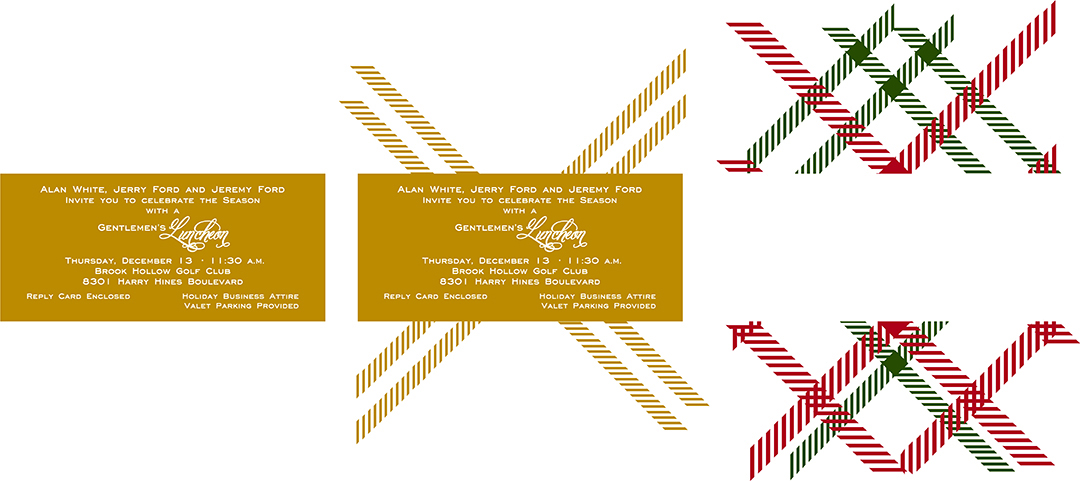 Alan White, Jerry Ford and Jeremy Ford
Invite you to celebrate the Season
with a
Gentlemen's Luncheon
Thursday, December 13 · 11:30 a.m.
Brook Hollow Golf Club
8301 Harry Hines Boulevard
Reply Card Enclosed Holiday Business Attire
Valet Parking Provided
Alan White, Jerry Ford and Jeremy Ford
Invite you to celebrate the Season
with a
Gentlemen's Luncheon
Thursday, December 13 · 11:30 a.m.
Brook Hollow Golf Club
8301 Harry Hines Boulevard
Reply Card Enclosed Holiday Business Attire
Valet Parking Provided